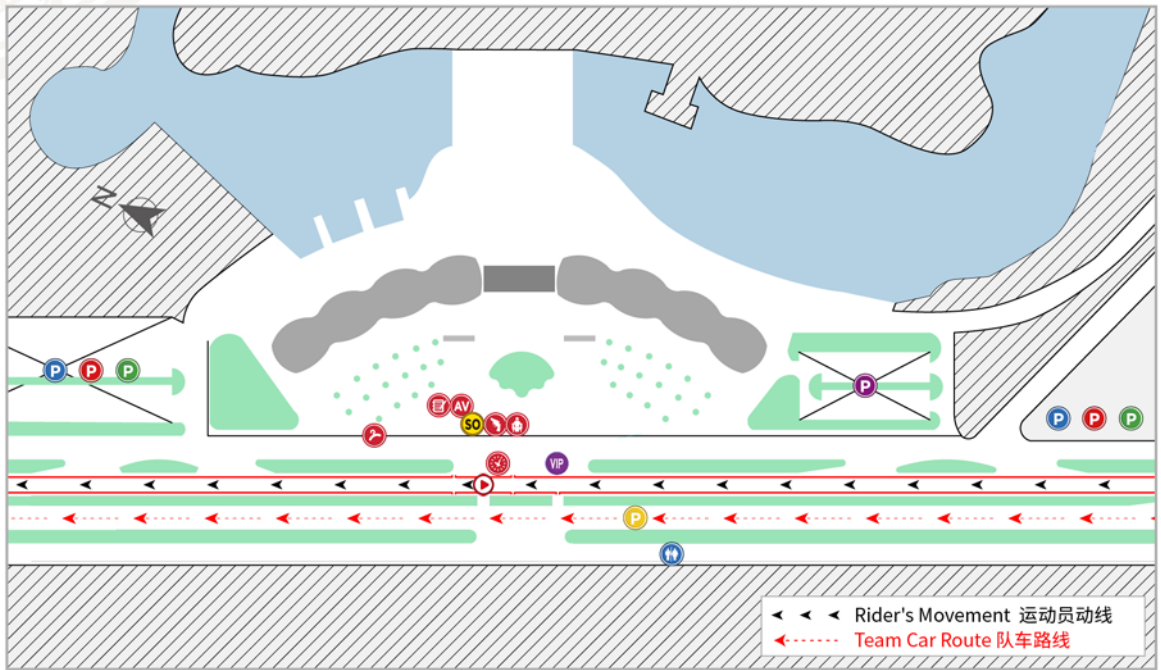 N
P P P
AV
SO
P
P P P
VIP
P
Rider's Movement 运动员动线
Team Car Route 队车路线